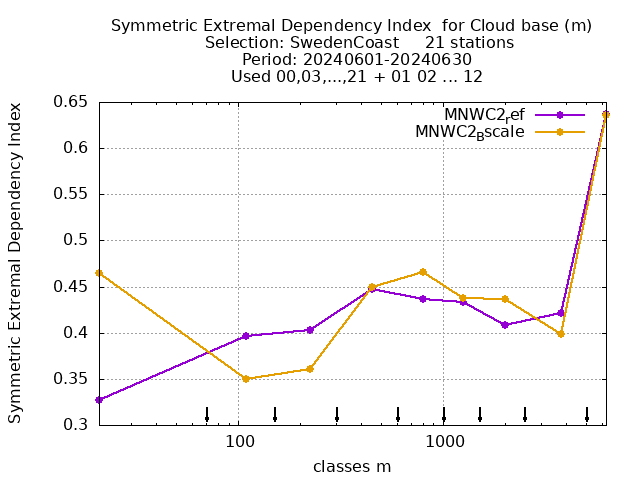 Symmetric Extremal Dependency Index  for Cloud base (m)
Selection: SwedenCoast     21 stations
Period: 20240601-20240630
Used 00,03,...,21 + 01 02 ... 12
MNWC2ref
MNWC2Bscale
Symmetric Extremal Dependency Index
0.65
0.6
0.55
0.5
0.45
0.4
0.35
0.3
100
1000
classes m